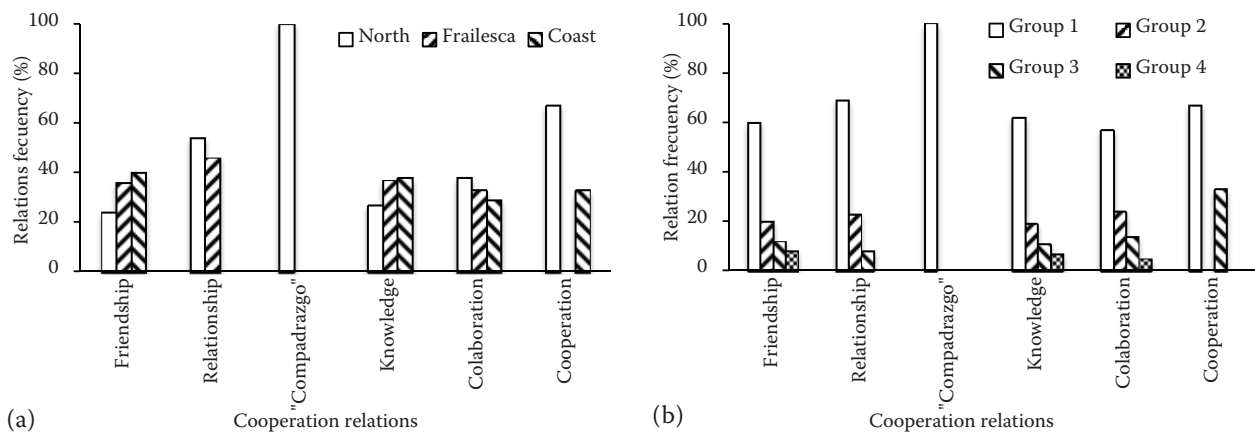 100
80
60
40
20
0
Relations fecuency (%)
North Frailesca Coast
Friendship
Relationship
"Compadrazgo"
Knowledge
Colaboration
Cooperation
(a)
Cooperation relations
100
80
60
40
20
0
Relation frecuency (%)
Group 1 Group 2
Group 3 Group 4
Friendship
Relationship
"Compadrazgo"
Knowledge
Collaboration
Cooperation
(b)
Cooperation relations